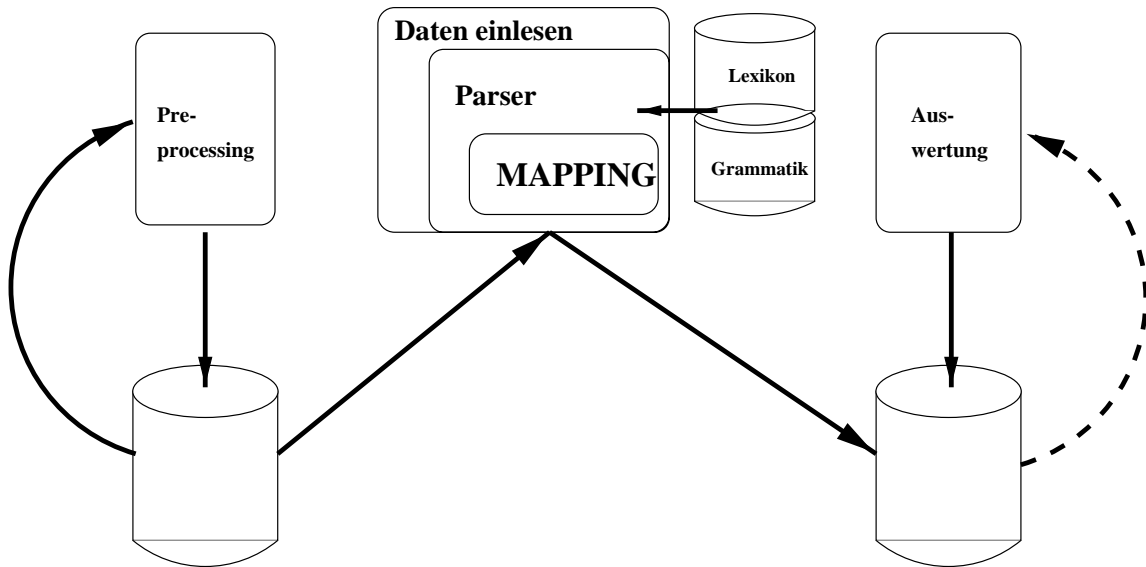 Pre-
processing
Daten einlesen
Parser
MAPPING
Lexikon
Grammatik
Aus-
wertung